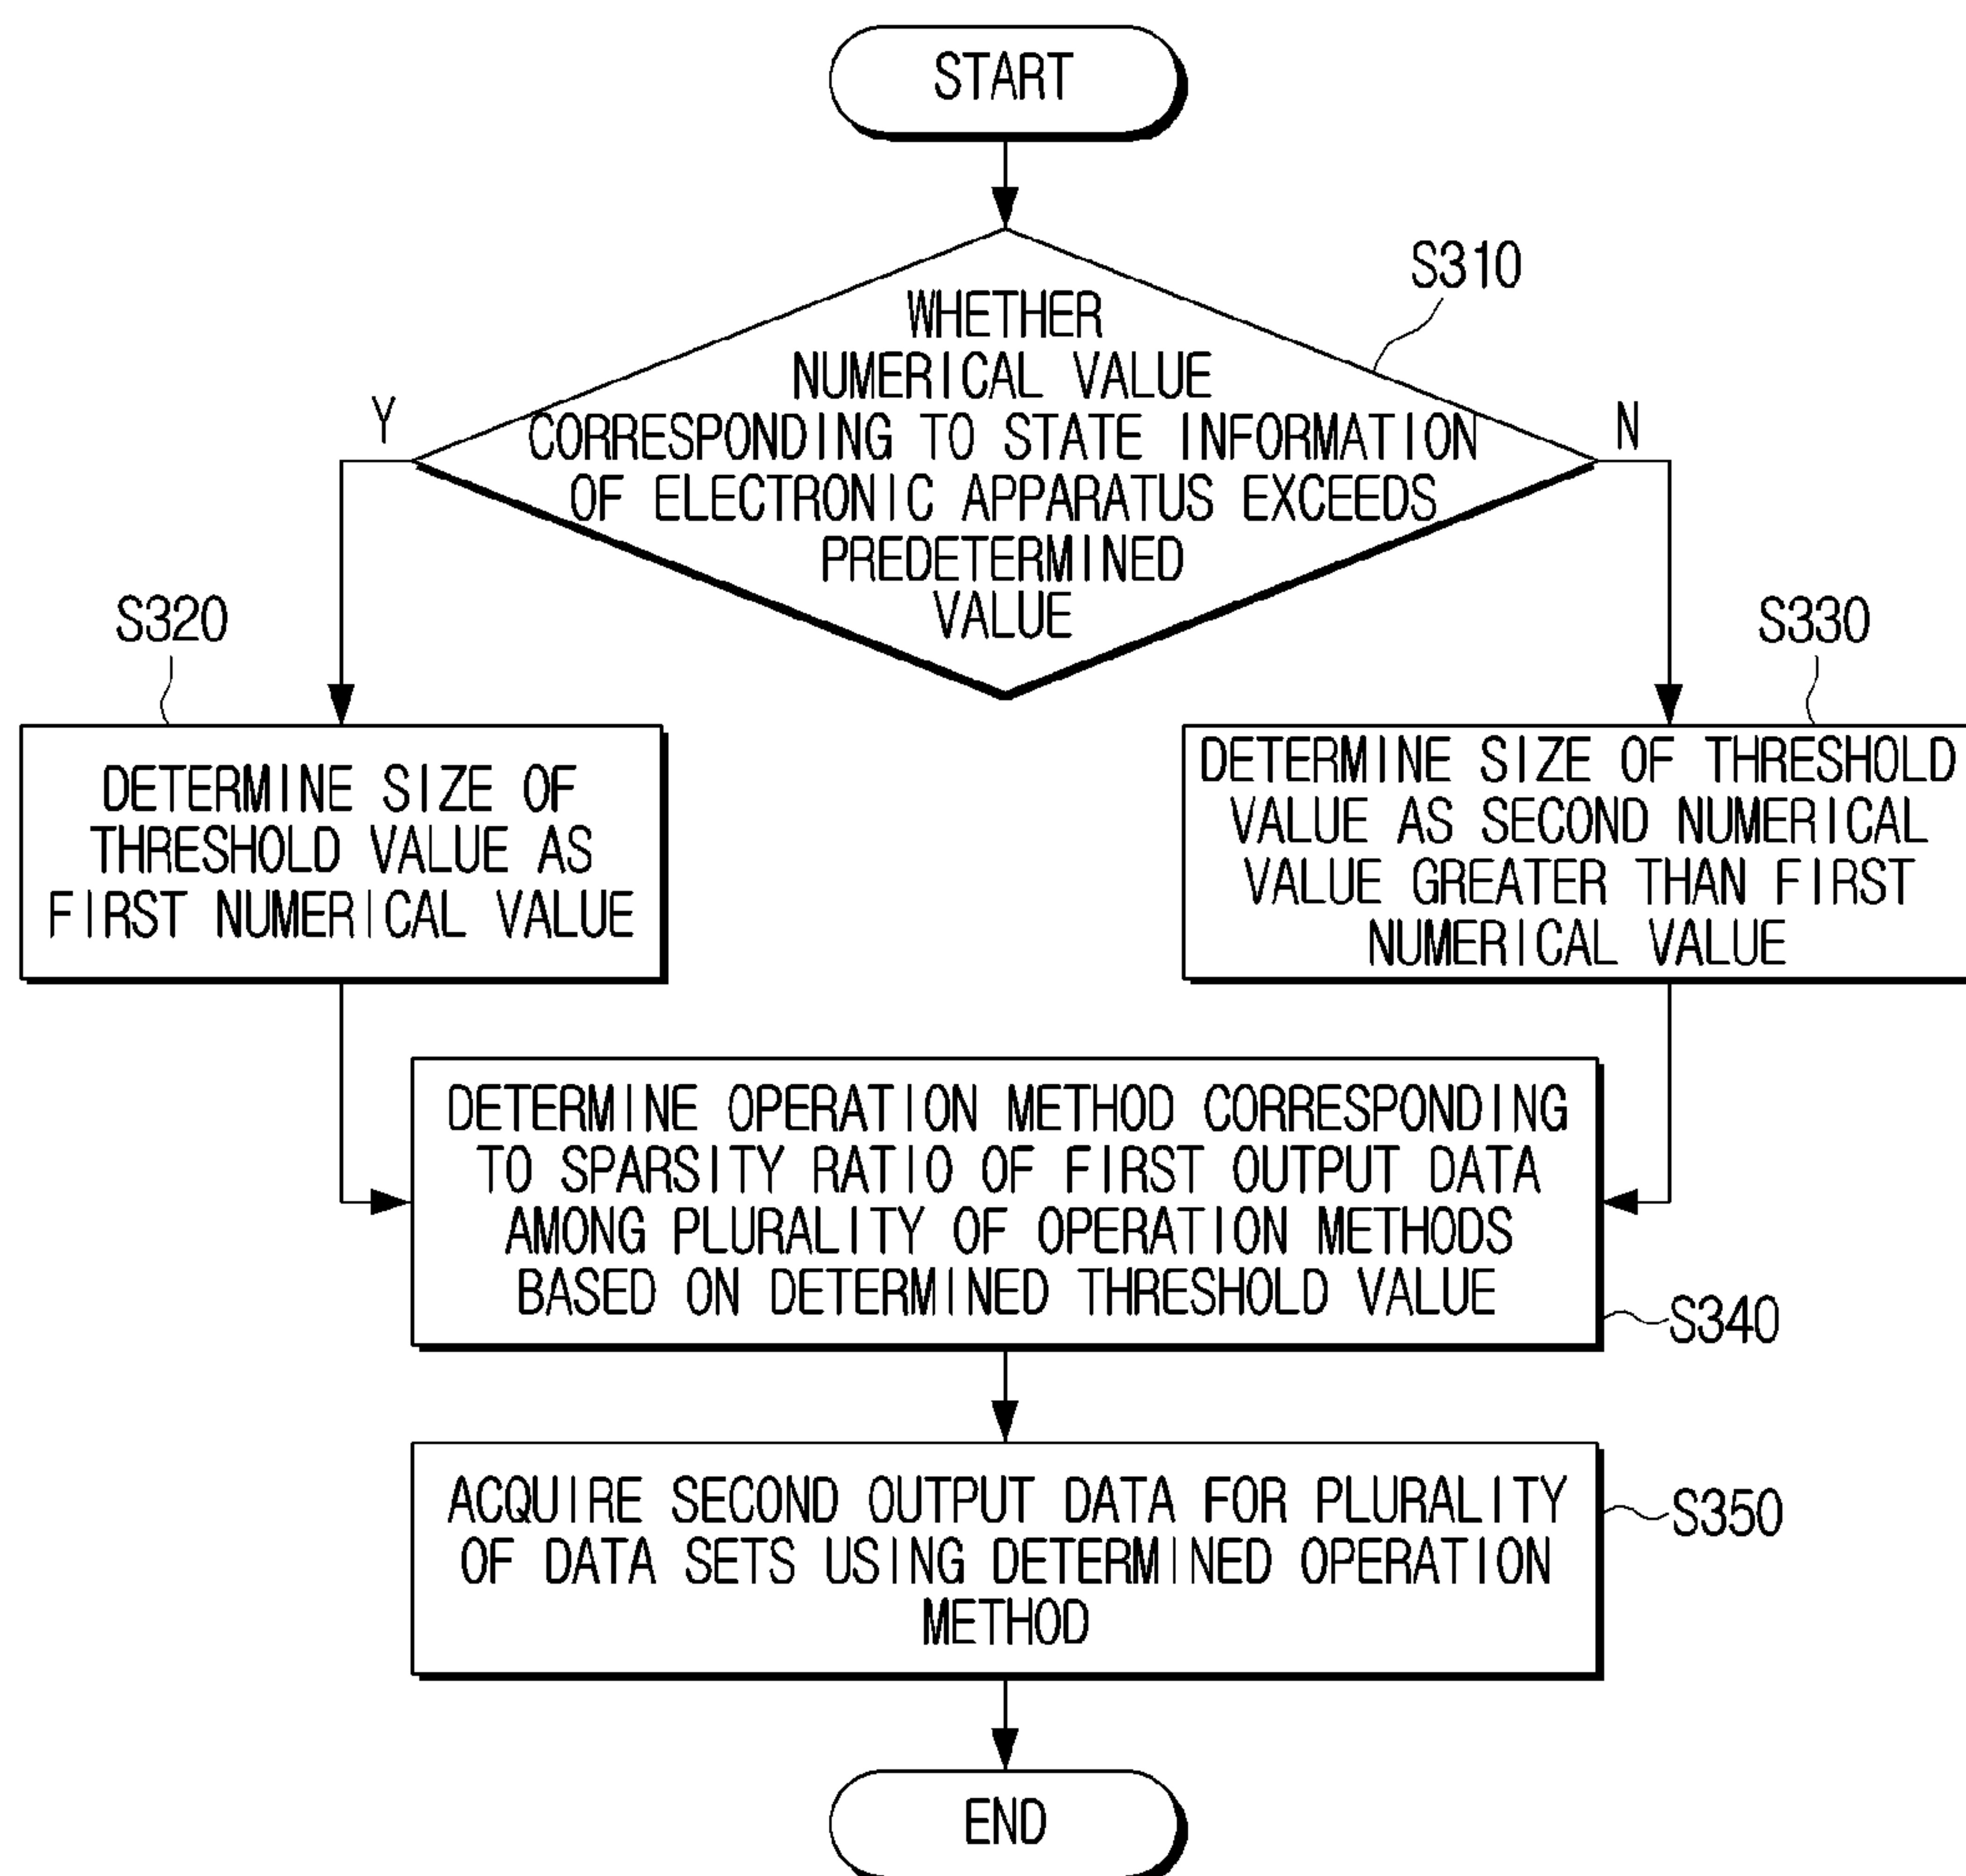 START
S310
WHETHER
NUMERICAL VALUE
CORRESPONDING TO STATE INFORMATION
OF ELECTRONIC APPARATUS EXCEEDS
PREDETERMINED
VALUE
Y
N
S320
DETERMINE SIZE OF
THRESHOLD VALUE AS
FIRST NUMERICAL VALUE
S330
DETERMINE SIZE OF THRESHOLD
VALUE AS SECOND NUMERICAL
VALUE GREATER THAN FIRST
NUMERICAL VALUE
DETERMINE OPERATION METHOD CORRESPONDING
TO SPARSITY RATIO OF FIRST OUTPUT DATA
AMONG PLURALITY OF OPERATION METHODS
BASED ON DETERMINED THRESHOLD VALUE
S340
ACQUIRE SECOND OUTPUT DATA FOR PLURALITY
OF DATA SETS USING DETERMINED OPERATION
METHOD
S350
END